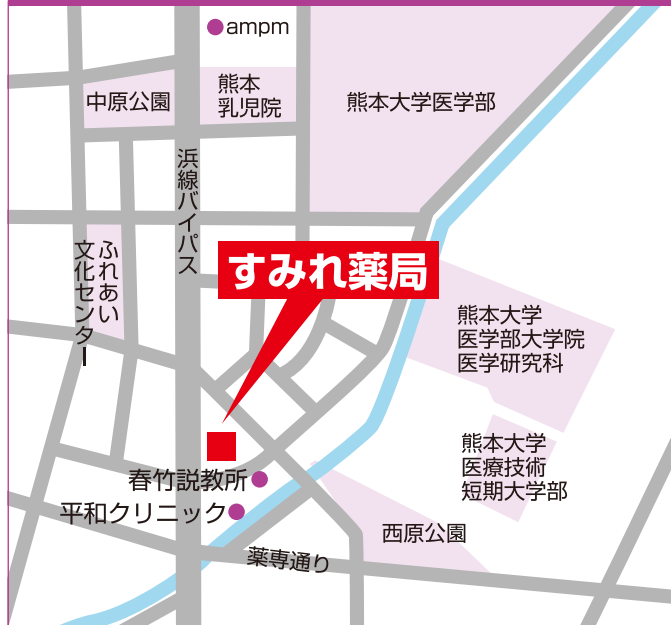 ampm
中原公園
熊本
乳児院
熊本大学医学部
浜線バイパス
ふれあい
文化センター
すみれ薬局
熊本大学
医学部大学院
医学研究科
熊本大学
医療技術
短期大学部
春竹説教所
平和クリニック
西原公園
薬専通り